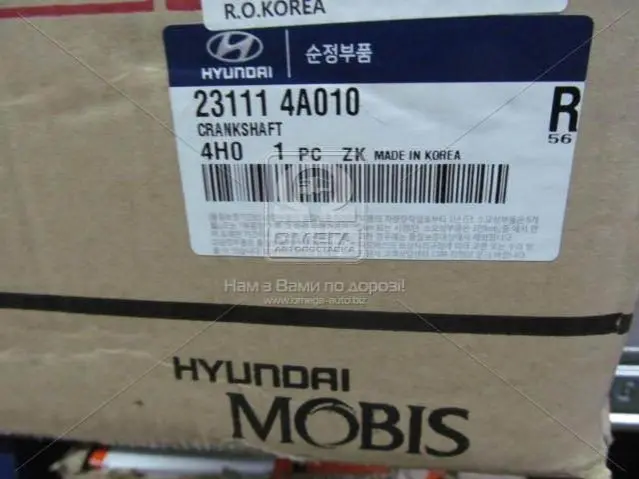 R.O.KOREA
HYUNDAI
순정부품
23111 4A010
CRANKSHAFT
4H0 1 PC ZK MADE IN KOREA
R
56
OMEGA
Нам з Вами по дорозі!
www.omega-auto.biz
HYUNDAI
MOBIS